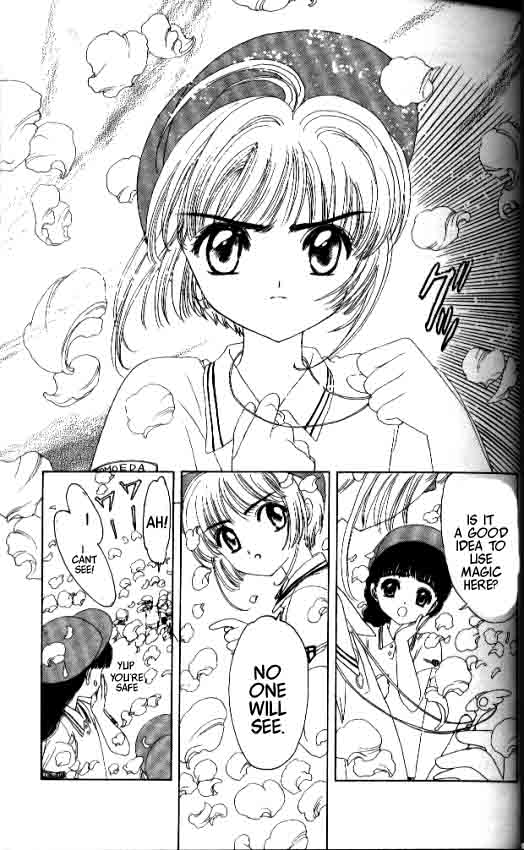 グッ
MOEDA
IS IT
A GOOD
IDEA TO
USE
MAGIC
HERE?
NO
ONE
WILL
SEE.
AH!
I
I
CANT
SEE!
YUP
YOU'RE
SAFE